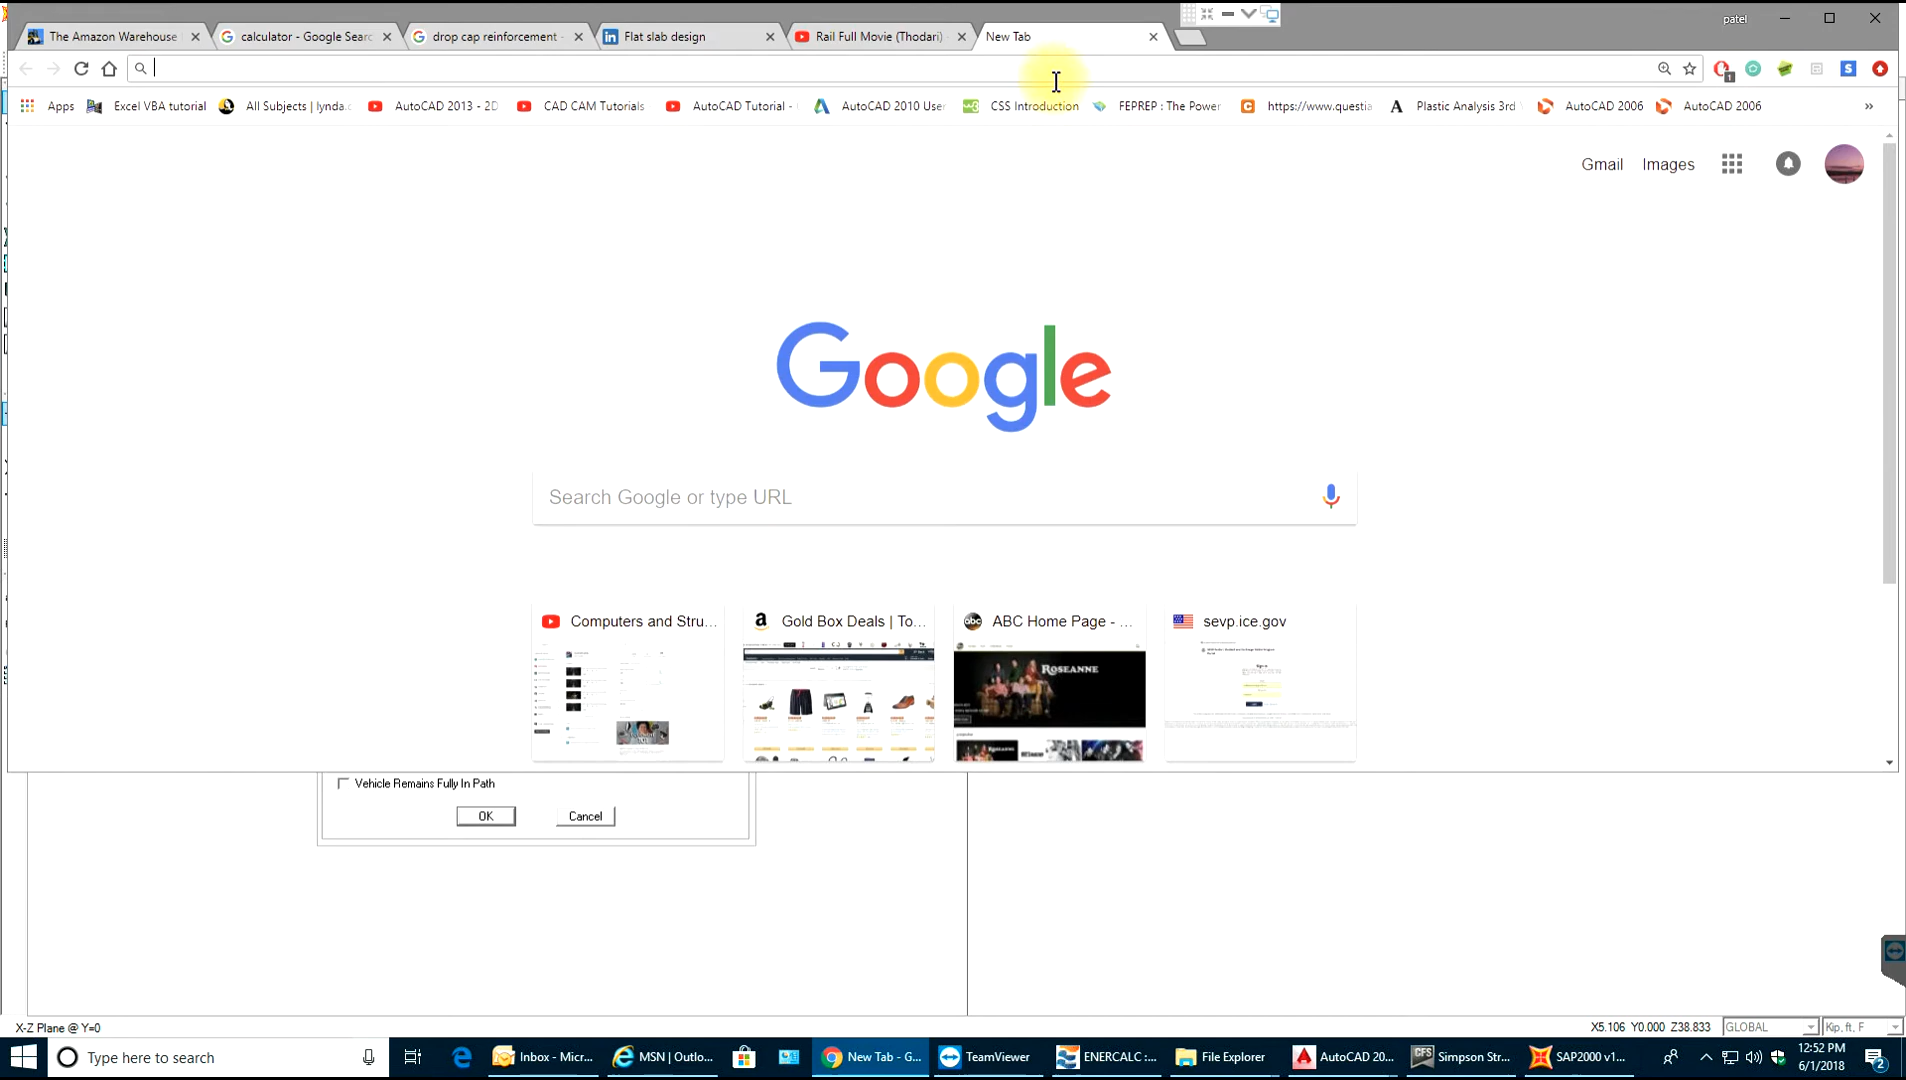 patel
The Amazon Warehouse
calculator - Google Searc
drop cap reinforcement -
Flat slab design
Rail Full Movie (Thodari)
New Tab
Apps
Excel VBA tutorial
All Subjects | lynda.c
AutoCAD 2013 - 2D
CAD CAM Tutorials
AutoCAD Tutorial -
AutoCAD 2010 User
CSS Introduction
FEPREP : The Power
https://www.questia
Plastic Analysis 3rd
AutoCAD 2006
AutoCAD 2006
»
Gmail
Images
Google
Search Google or type URL
Computers and Stru...
Gold Box Deals | To...
ABC Home Page - ...
sevp.ice.gov
ROSEANNE
Vehicle Remains Fully In Path
OK
Cancel
X-Z Plane @ Y=0
X5.106 Y0.000 Z38.833
GLOBAL
Kip, ft, F
Type here to search
Inbox - Micr...
MSN | Outlo...
New Tab - G...
TeamViewer
ENERCALC :...
File Explorer
AutoCAD 20...
CFS
Simpson Str...
SAP2000 v1...
12:52 PM
6/1/2018
2